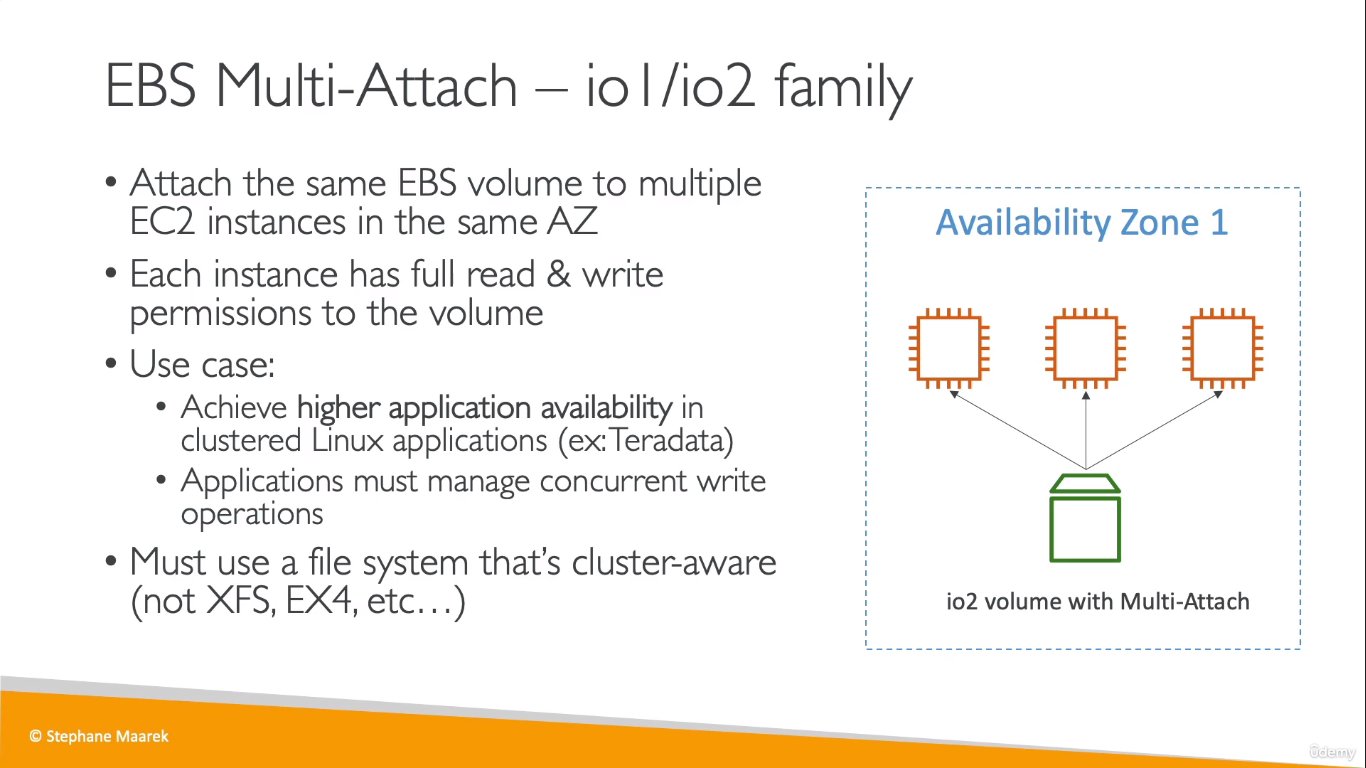 EBS Multi-Attach – io1/io2 family
• Attach the same EBS volume to multiple
EC2 instances in the same AZ
• Each instance has full read & write
permissions to the volume
• Use case:
• Achieve higher application availability in
clustered Linux applications (ex: Teradata)
• Applications must manage concurrent write
operations
• Must use a file system that's cluster-aware
(not XFS, EX4, etc…)
Availability Zone 1
io2 volume with Multi-Attach
© Stephane Maarek
ûdemy